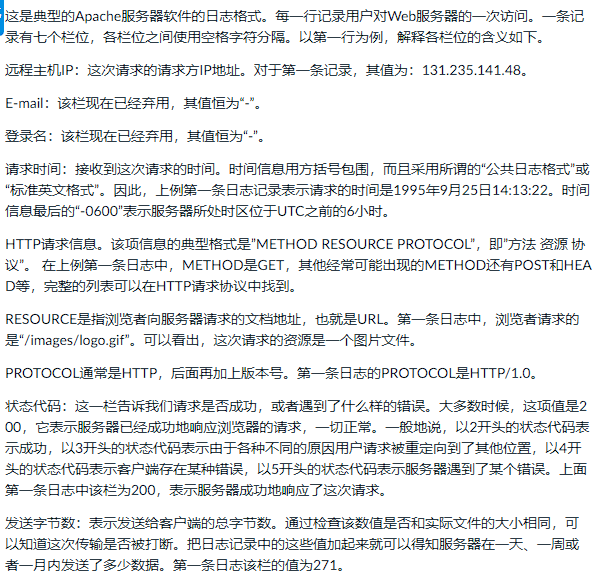 这是典型的Apache服务器软件的日志格式。每一行记录用户对Web服务器的一次访问。一条记
录有七个栏位，各栏位之间使用空格字符分隔。以第一行为例，解释各栏位的含义如下。
远程主机IP：这次请求的请求方IP地址。对于第一条记录，其值为：131.235.141.48。
E-mail：该栏现在已经弃用，其值恒为“-”。
登录名：该栏现在已经弃用，其值恒为“-”。
请求时间：接收到这次请求的时间。时间信息用方括号包围，而且采用所谓的“公共日志格式”或
“标准英文格式”。因此，上例第一条日志记录表示请求的时间是1995年9月25日14:13:22。时间
信息最后的“-0600”表示服务器所处时区位于UTC之前的6小时。
HTTP请求信息。该项信息的典型格式是”METHOD RESOURCE PROTOCOL”，即”方法 资源 协
议”。 在上例第一条日志中，METHOD是GET，其他经常可能出现的METHOD还有POST和HEA
D等，完整的列表可以在HTTP请求协议中找到。
RESOURCE是指浏览者向服务器请求的文档地址，也就是URL。第一条日志中，浏览者请求的
是“/images/logo.gif”。可以看出，这次请求的资源是一个图片文件。
PROTOCOL通常是HTTP，后面再加上版本号。第一条日志的PROTOCOL是HTTP/1.0。
状态代码：这一栏告诉我们请求是否成功，或者遇到了什么样的错误。大多数时候，这项值是2
00，它表示服务器已经成功地响应浏览器的请求，一切正常。一般地说，以2开头的状态代码表
示成功，以3开头的状态代码表示由于各种不同的原因用户请求被重定向到了其他位置，以4开
头的状态代码表示客户端存在某种错误，以5开头的状态代码表示服务器遇到了某个错误。上面
第一条日志中该栏为200，表示服务器成功地响应了这次请求。
发送字节数：表示发送给客户端的总字节数。通过检查该数值是否和实际文件的大小相同，可
以知道这次传输是否被打断。把日志记录中的这些值加起来就可以得知服务器在一天、一周或
者一月内发送了多少数据。第一条日志该栏的值为271。